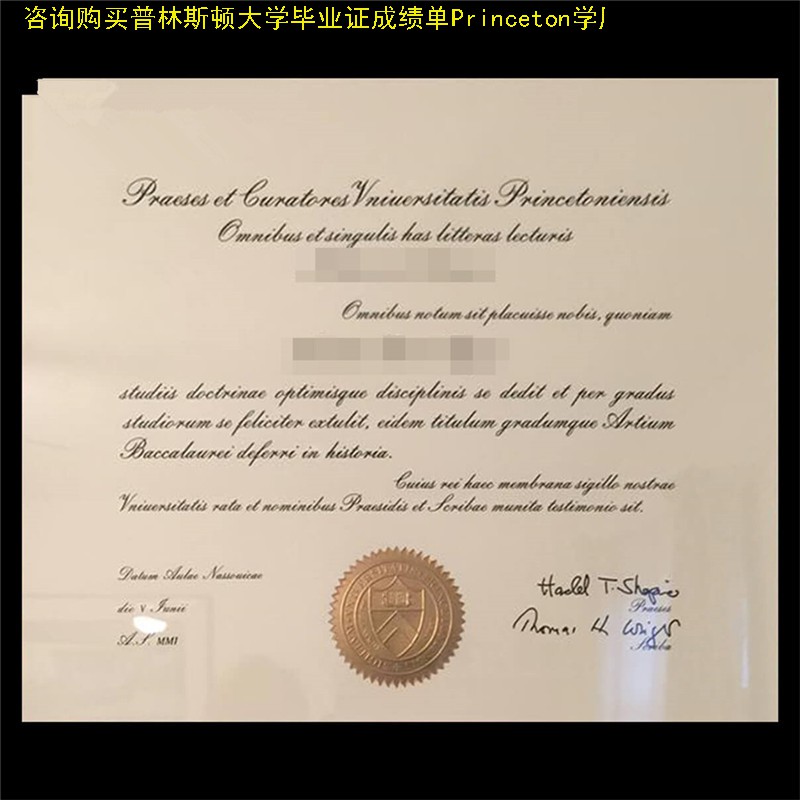 咨询购买普林斯顿大学毕业证成绩单Princeton学
Praeses et Curatores Vniuersitatis Princetoniensis
Omnibus et singulis has litteras lecturis
Omnibus notum sit placuisse nobis, quoniam
studiis doctrinae optimisque disciplinis se dedit et per gradus
studiorum se feliciter extulit, eidem titulum gradumque Artium
Baccalaurei deferri in historia.
Cuius rei haec membrana sigillo nostrae
Vniuersitatis rata et nominibus Praesidis et Scribae munita testimonio sit.
Datum Aulae Nassouicae
die V Iunii
A.S. MMI
Harold T. Shapiro
Praeses
Thomas H Wright
Scriba